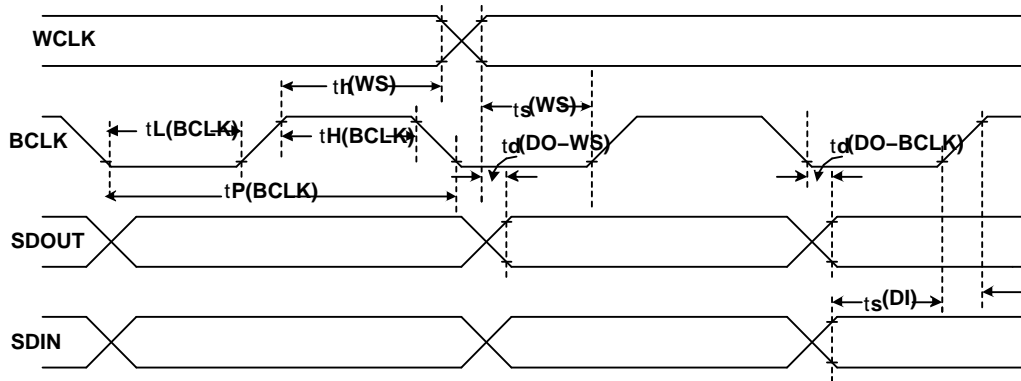 WCLK
th(WS)
ts(WS)
BCLK
tL(BCLK)
tH(BCLK)
td(DO–WS)
td(DO–BCLK)
tP(BCLK)
SDOUT
ts(DI)
SDIN